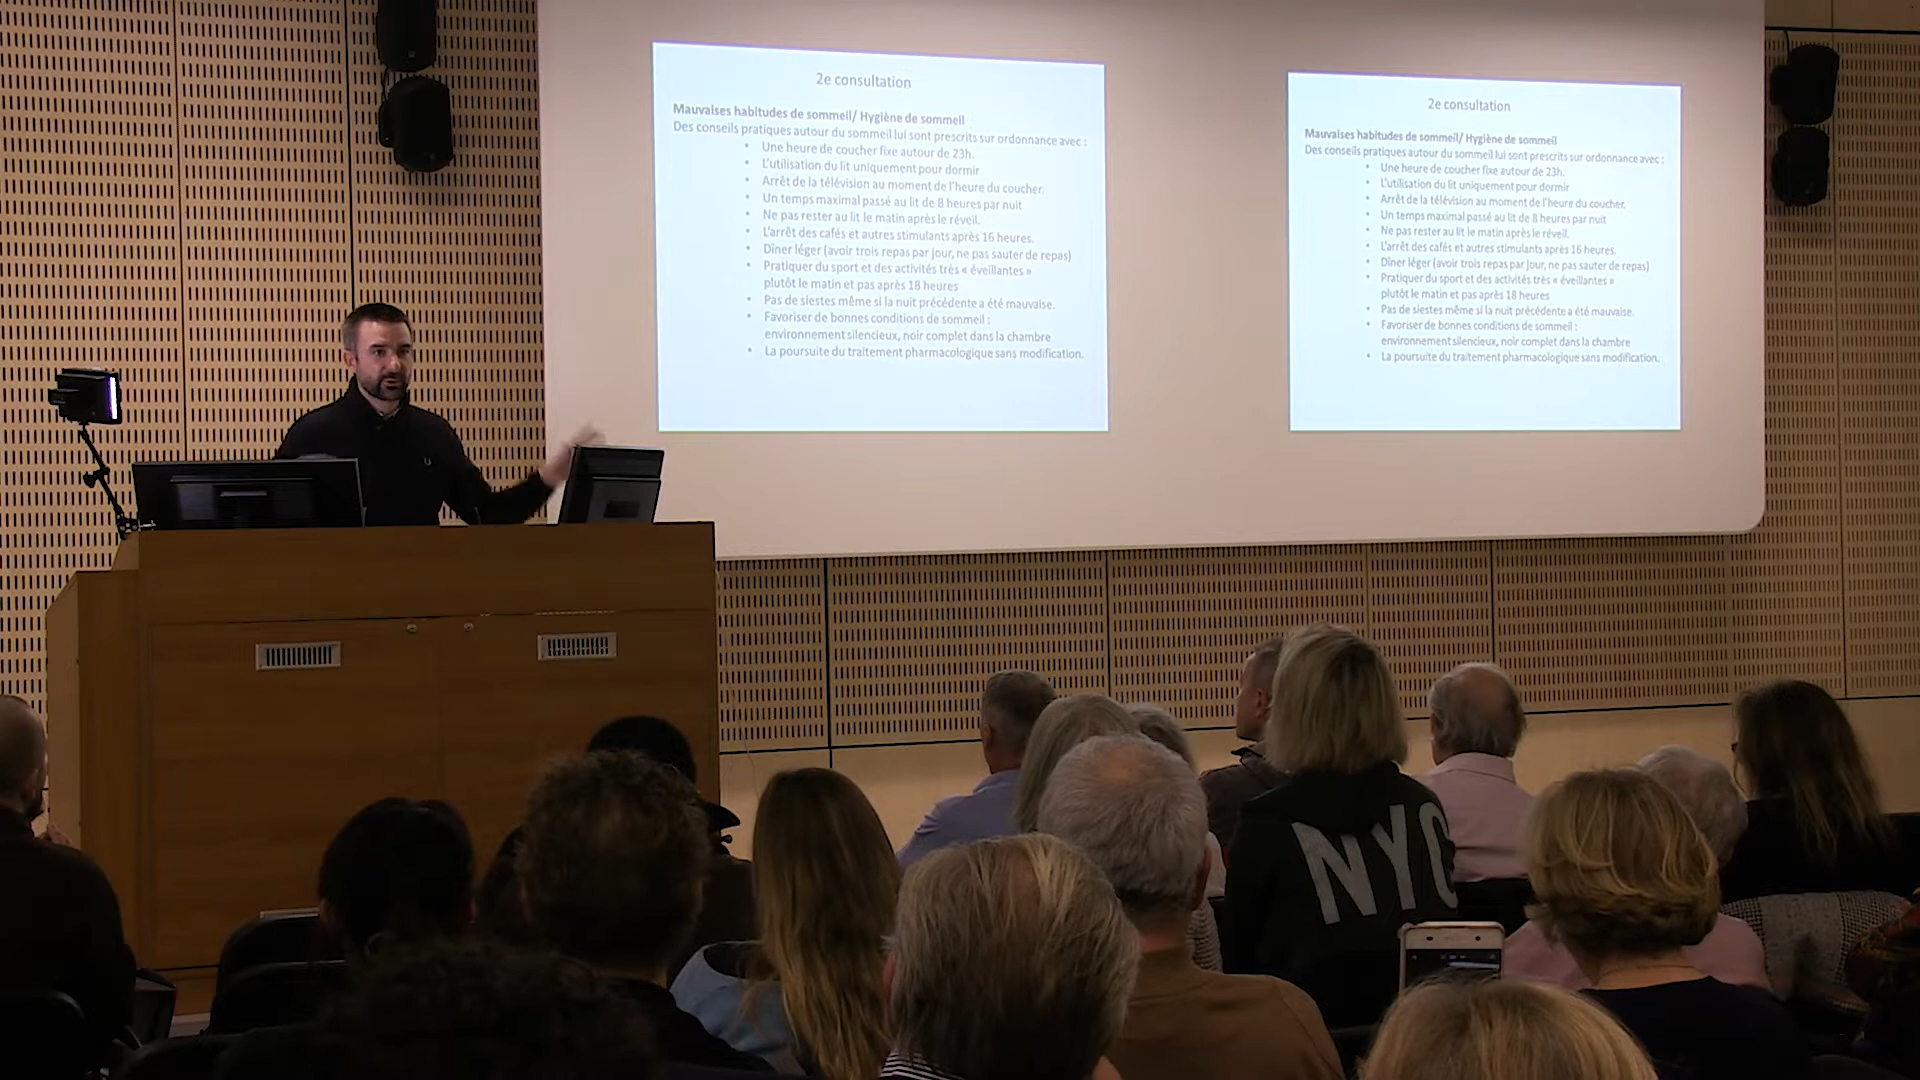 2e consultation
Mauvaises habitudes de sommeil/ Hygiène de sommeil
Des conseils pratiques autour du sommeil lui sont prescrits sur ordonnance avec :
• Une heure de coucher fixe autour de 23h.
• L'utilisation du lit uniquement pour dormir
• Arrêt de la télévision au moment de l'heure du coucher.
• Un temps maximal passé au lit de 8 heures par nuit
• Ne pas rester au lit le matin après le réveil.
• L'arrêt des cafés et autres stimulants après 16 heures.
• Dîner léger (avoir trois repas par jour, ne pas sauter de repas)
• Pratiquer du sport et des activités très « éveillantes »
plutôt le matin et pas après 18 heures
• Pas de siestes même si la nuit précédente a été mauvaise.
• Favoriser de bonnes conditions de sommeil :
environnement silencieux, noir complet dans la chambre
• La poursuite du traitement pharmacologique sans modification.
2e consultation
Mauvaises habitudes de sommeil/ Hygiène de sommeil
Des conseils pratiques autour du sommeil lui sont prescrits sur ordonnance avec :
• Une heure de coucher fixe autour de 23h.
• L'utilisation du lit uniquement pour dormir
• Arrêt de la télévision au moment de l'heure du coucher.
• Un temps maximal passé au lit de 8 heures par nuit
• Ne pas rester au lit le matin après le réveil.
• L'arrêt des cafés et autres stimulants après 16 heures.
• Dîner léger (avoir trois repas par jour, ne pas sauter de repas)
• Pratiquer du sport et des activités très « éveillantes »
plutôt le matin et pas après 18 heures
• Pas de siestes même si la nuit précédente a été mauvaise.
• Favoriser de bonnes conditions de sommeil :
environnement silencieux, noir complet dans la chambre
• La poursuite du traitement pharmacologique sans modification.
NYC